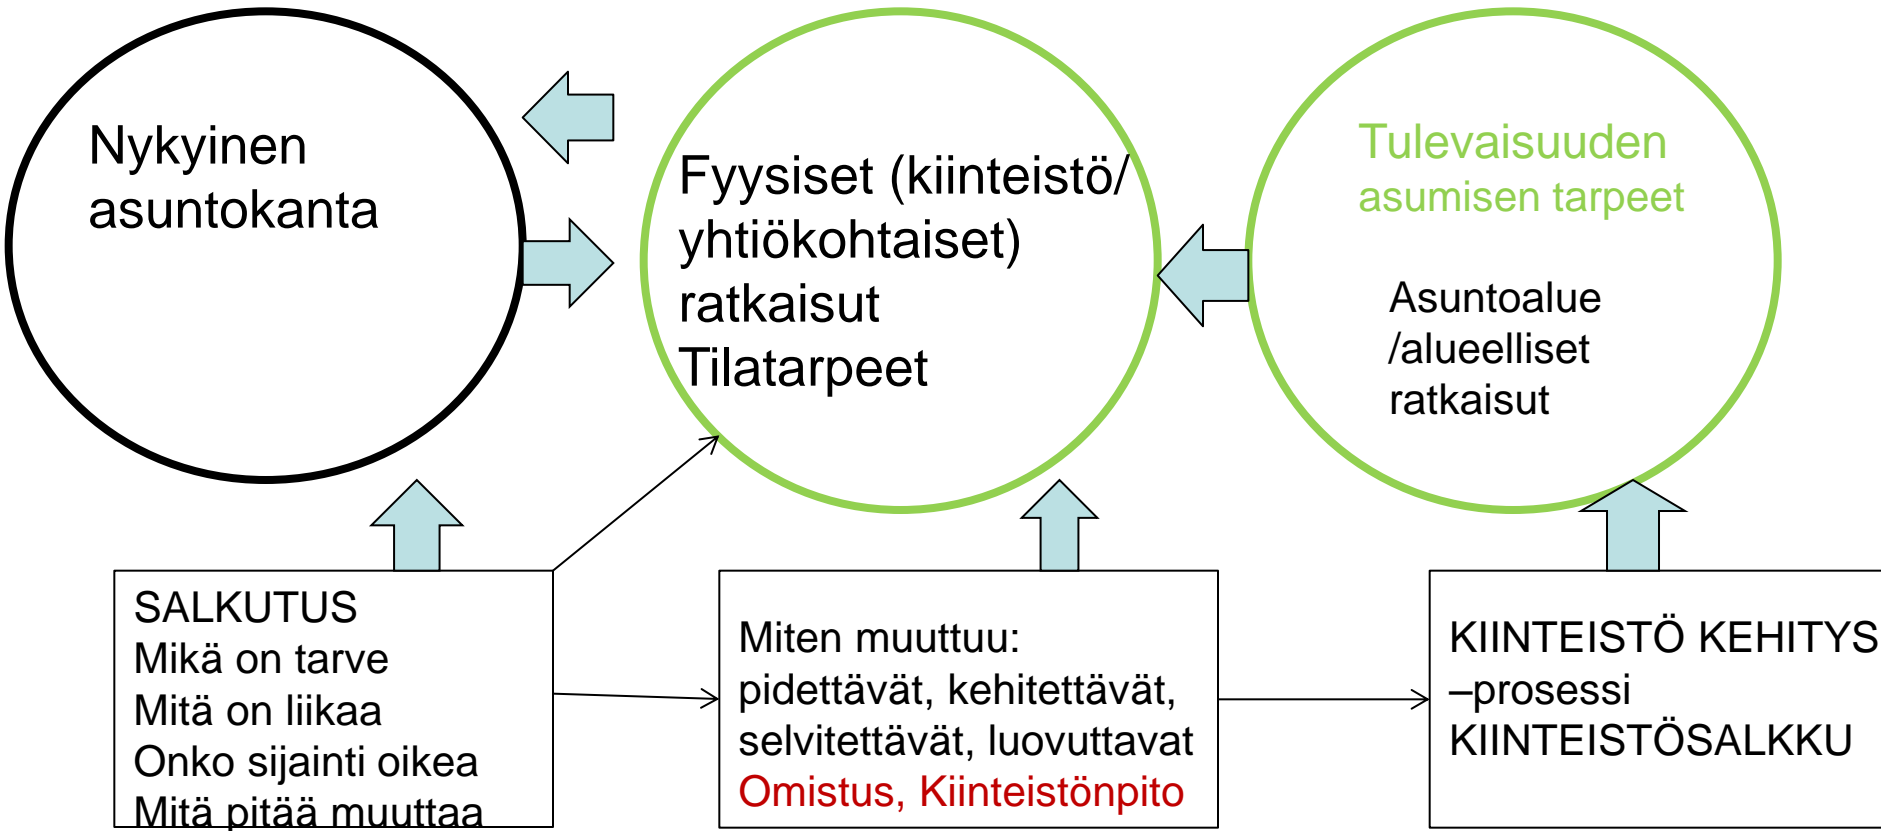 Nykyinen
asuntokanta
Fyysiset (kiinteistö/
yhtiökohtaiset)
ratkaisut
Tilatarpeet
Tulevaisuuden
asumisen tarpeet
Asuntoalue
/alueelliset
ratkaisut
SALKUTUS
Mikä on tarve
Mitä on liikaa
Onko sijainti oikea
Mitä pitää muuttaa
Miten muuttuu:
pidettävät, kehitettävät,
selvitettävät, luovuttavat
Omistus, Kiinteistönpito
KIINTEISTÖ KEHITYS
–prosessi
KIINTEISTÖSALKKU